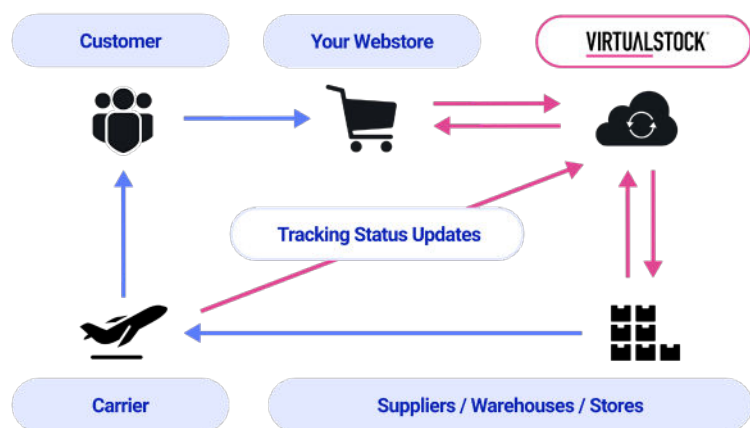 Customer
Your Webstore
VIRTUALSTOCK
Tracking Status Updates
Carrier
Suppliers / Warehouses / Stores